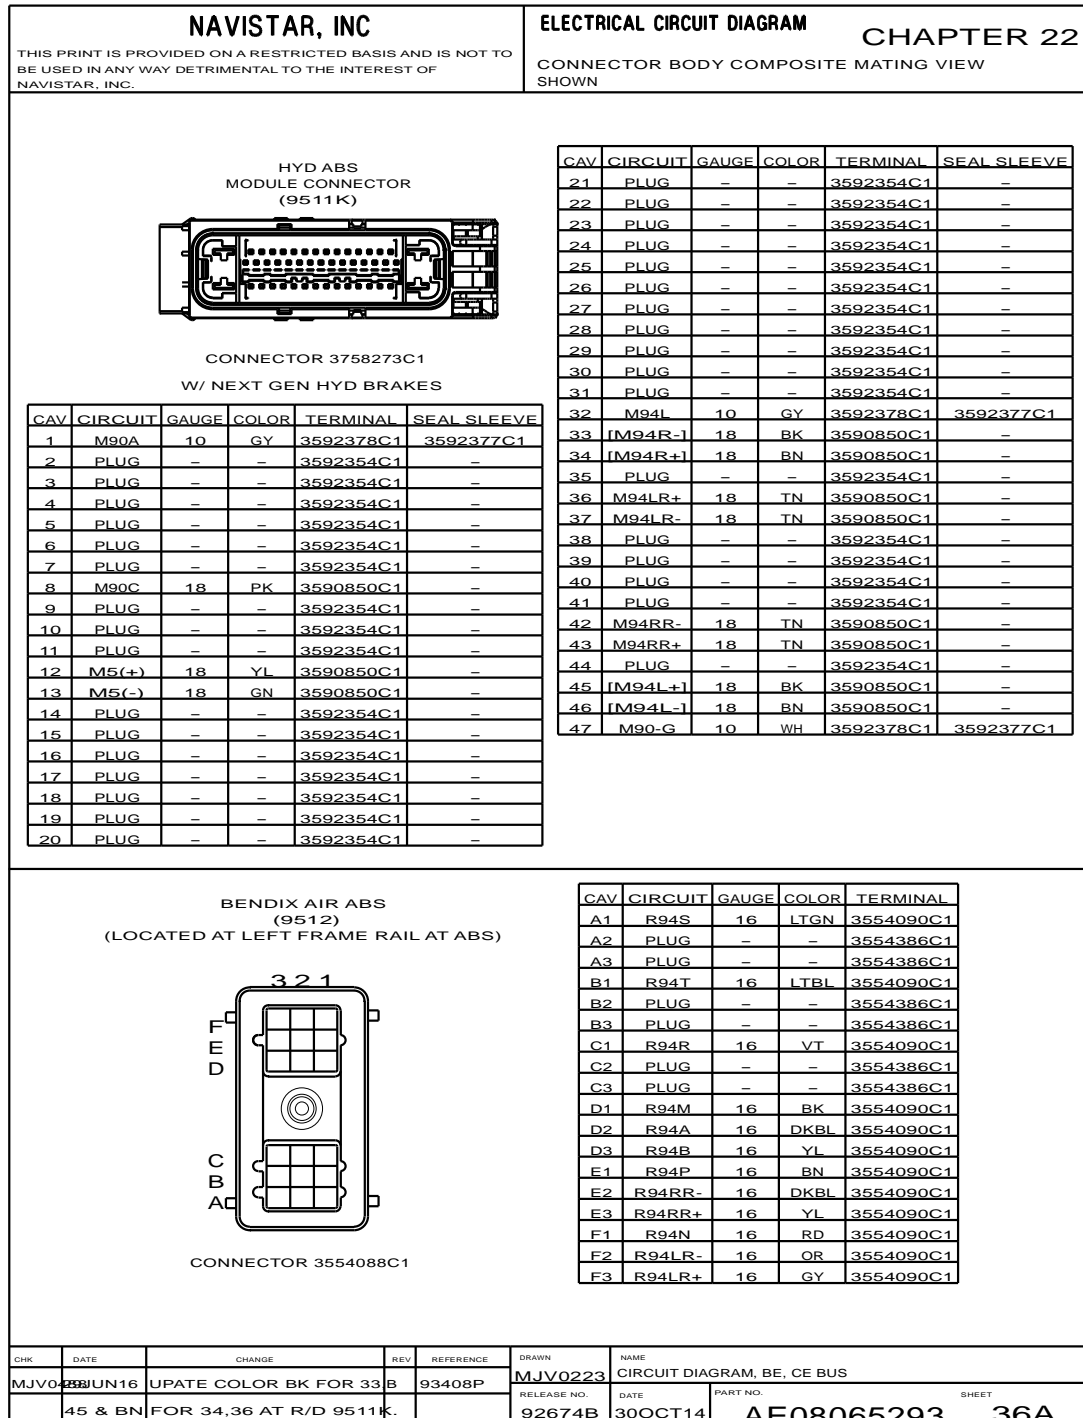 NAVISTAR, INC
THIS PRINT IS PROVIDED ON A RESTRICTED BASIS AND IS NOT TO
BE USED IN ANY WAY DETRIMENTAL TO THE INTEREST OF
NAVISTAR, INC.
ELECTRICAL CIRCUIT DIAGRAM
CHAPTER 22
CONNECTOR BODY COMPOSITE MATING VIEW
SHOWN
HYD ABS
MODULE CONNECTOR
(9511K)
CONNECTOR 3758273C1
W/ NEXT GEN HYD BRAKES
CAV CIRCUIT GAUGE COLOR TERMINAL SEAL SLEEVE
1 M90A 10 GY 3592378C1 3592377C1
2 PLUG – – 3592354C1 –
3 PLUG – – 3592354C1 –
4 PLUG – – 3592354C1 –
5 PLUG – – 3592354C1 –
6 PLUG – – 3592354C1 –
7 PLUG – – 3592354C1 –
8 M90C 18 PK 3590850C1 –
9 PLUG – – 3592354C1 –
10 PLUG – – 3592354C1 –
11 PLUG – – 3592354C1 –
12 M5(+) 18 YL 3590850C1 –
13 M5(-) 18 GN 3590850C1 –
14 PLUG – – 3592354C1 –
15 PLUG – – 3592354C1 –
16 PLUG – – 3592354C1 –
17 PLUG – – 3592354C1 –
18 PLUG – – 3592354C1 –
19 PLUG – – 3592354C1 –
20 PLUG – – 3592354C1 –
CAV CIRCUIT GAUGE COLOR TERMINAL SEAL SLEEVE
21 PLUG – – 3592354C1 –
22 PLUG – – 3592354C1 –
23 PLUG – – 3592354C1 –
24 PLUG – – 3592354C1 –
25 PLUG – – 3592354C1 –
26 PLUG – – 3592354C1 –
27 PLUG – – 3592354C1 –
28 PLUG – – 3592354C1 –
29 PLUG – – 3592354C1 –
30 PLUG – – 3592354C1 –
31 PLUG – – 3592354C1 –
32 M94L 10 GY 3592378C1 3592377C1
33 [M94R-] 18 BK 3590850C1 –
34 [M94R+] 18 BN 3590850C1 –
35 PLUG – – 3592354C1 –
36 M94LR+ 18 TN 3590850C1 –
37 M94LR- 18 TN 3590850C1 –
38 PLUG – – 3592354C1 –
39 PLUG – – 3592354C1 –
40 PLUG – – 3592354C1 –
41 PLUG – – 3592354C1 –
42 M94RR- 18 TN 3590850C1 –
43 M94RR+ 18 TN 3590850C1 –
44 PLUG – – 3592354C1 –
45 [M94L+] 18 BK 3590850C1 –
46 [M94L-] 18 BN 3590850C1 –
47 M90-G 10 WH 3592378C1 3592377C1
BENDIX AIR ABS
(9512)
(LOCATED AT LEFT FRAME RAIL AT ABS)
3 2 1
F
E
D
C
B
A
CONNECTOR 3554088C1
CAV CIRCUIT GAUGE COLOR TERMINAL
A1 R94S 16 LTGN 3554090C1
A2 PLUG – – 3554386C1
A3 PLUG – – 3554386C1
B1 R94T 16 LTBL 3554090C1
B2 PLUG – – 3554386C1
B3 PLUG – – 3554386C1
C1 R94R 16 VT 3554090C1
C2 PLUG – – 3554386C1
C3 PLUG – – 3554386C1
D1 R94M 16 BK 3554090C1
D2 R94A 16 DKBL 3554090C1
D3 R94B 16 YL 3554090C1
E1 R94P 16 BN 3554090C1
E2 R94RR- 16 DKBL 3554090C1
E3 R94RR+ 16 YL 3554090C1
F1 R94N 16 RD 3554090C1
F2 R94LR- 16 OR 3554090C1
F3 R94LR+ 16 GY 3554090C1
CHK DATE CHANGE REV REFERENCE
UPATE COLOR BK FOR 33 B 93408P
45 & BN FOR 34,36 AT R/D 9511K.
DRAWN
MJV0223
NAME
CIRCUIT DIAGRAM, BE, CE BUS
RELEASE NO.
92674B
DATE
30OCT14
PART NO.
AE08065293
SHEET
36A